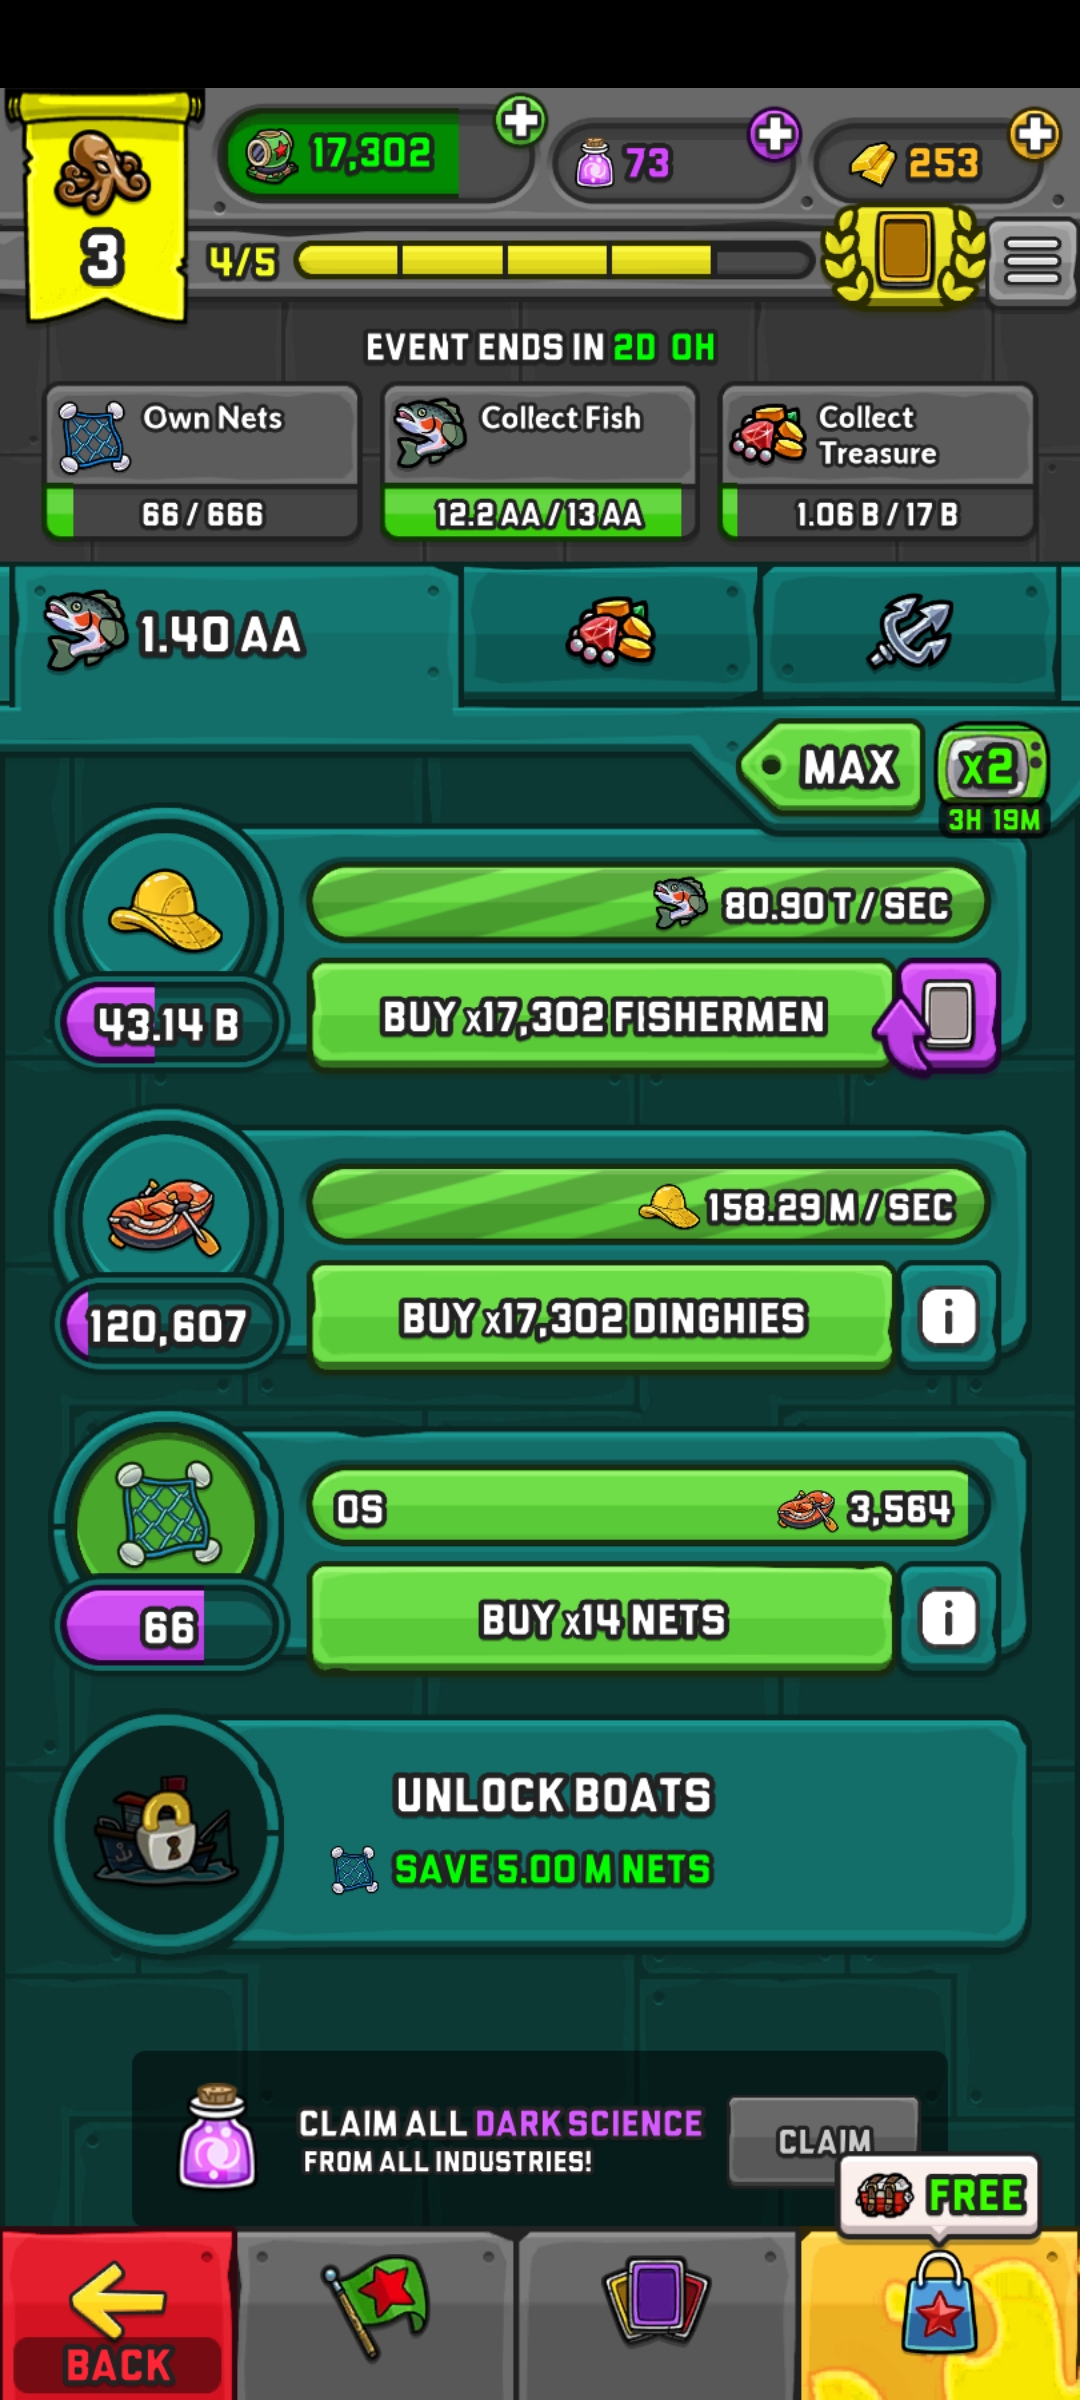 17,302
73
253
3
4/5
EVENT ENDS IN 2D 0H
Own Nets
66 / 666
Collect Fish
12.2 AA / 13 AA
Collect
Treasure
1.06 B / 17 B
1.40 AA
MAX
x2
3H 19M
80.90 T / SEC
43.14 B
BUY x17,302 FISHERMEN
158.29 M / SEC
120,607
BUY x17,302 DINGHIES
i
0S
3,564
66
BUY x14 NETS
i
UNLOCK BOATS
SAVE 5.00 M NETS
CLAIM ALL DARK SCIENCE
FROM ALL INDUSTRIES!
CLAIM
FREE
BACK